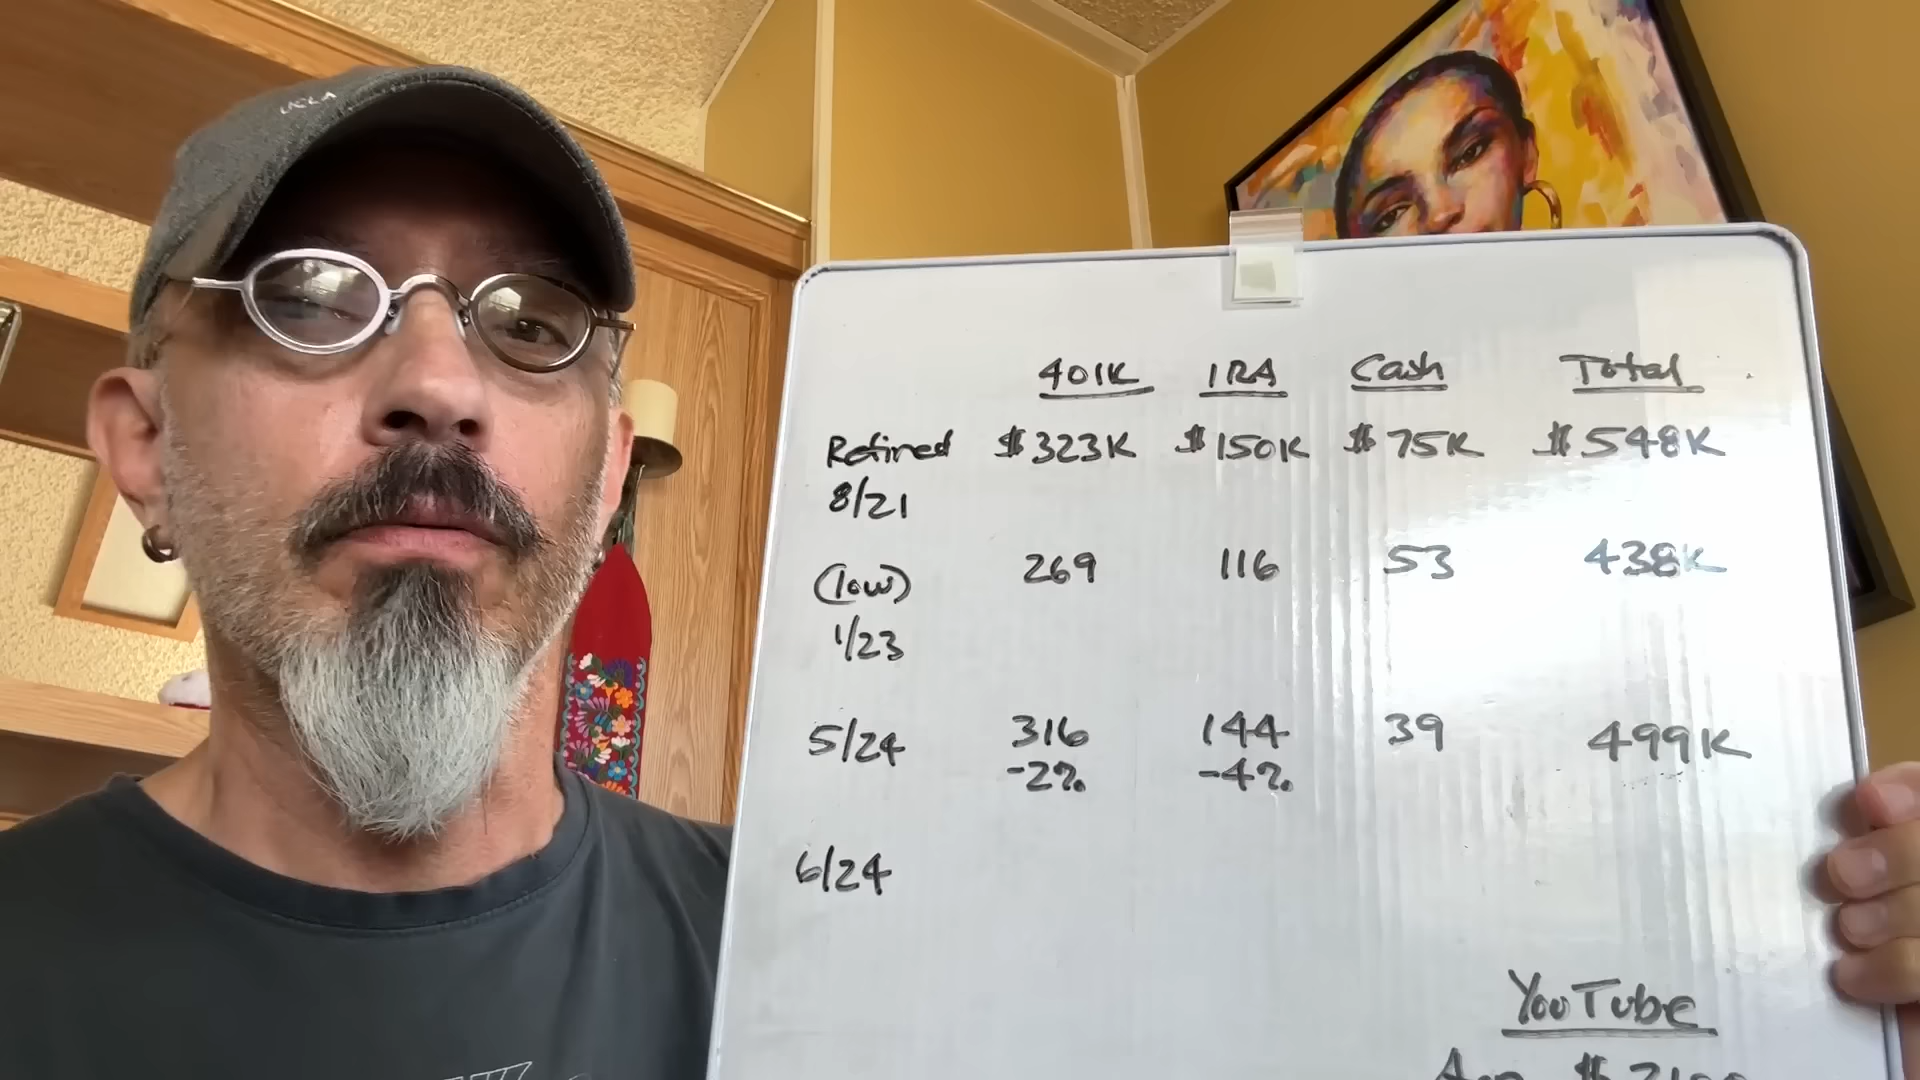 UCLA
401K IRA Cash Total
Retired $323K $150K $75K $548K
8/21
(low) 269 116 53 438K
1/23
5/24 316 144 39 499K
-2% -4%
6/24
YouTube